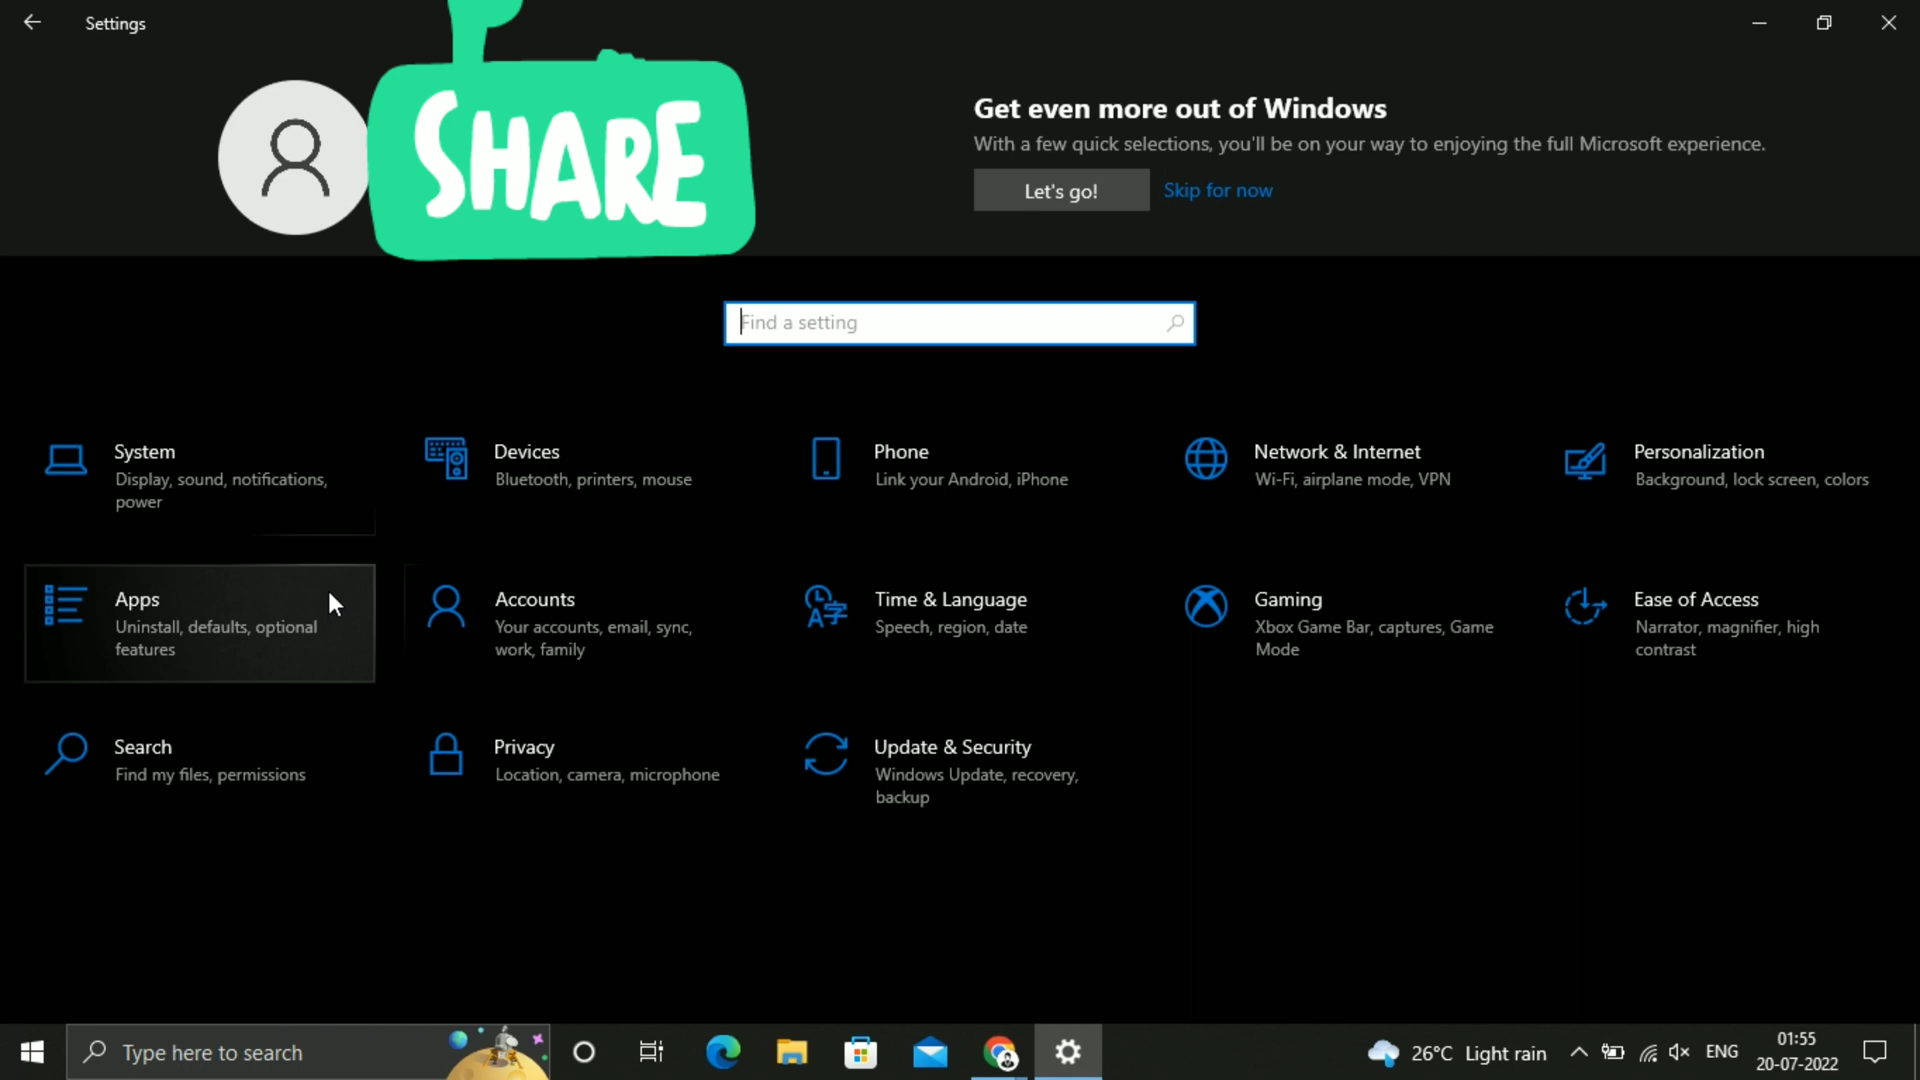 Settings
SHARE
Get even more out of Windows
With a few quick selections, you'll be on your way to enjoying the full Microsoft experience.
Let's go!
Skip for now
Find a setting
System
Display, sound, notifications,
power
Devices
Bluetooth, printers, mouse
Phone
Link your Android, iPhone
Network & Internet
Wi-Fi, airplane mode, VPN
Personalization
Background, lock screen, colors
Apps
Uninstall, defaults, optional
features
Accounts
Your accounts, email, sync,
work, family
Time & Language
Speech, region, date
Gaming
Xbox Game Bar, captures, Game
Mode
Ease of Access
Narrator, magnifier, high
contrast
Search
Find my files, permissions
Privacy
Location, camera, microphone
Update & Security
Windows Update, recovery,
backup
Type here to search
26°C Light rain
ENG
01:55
20-07-2022